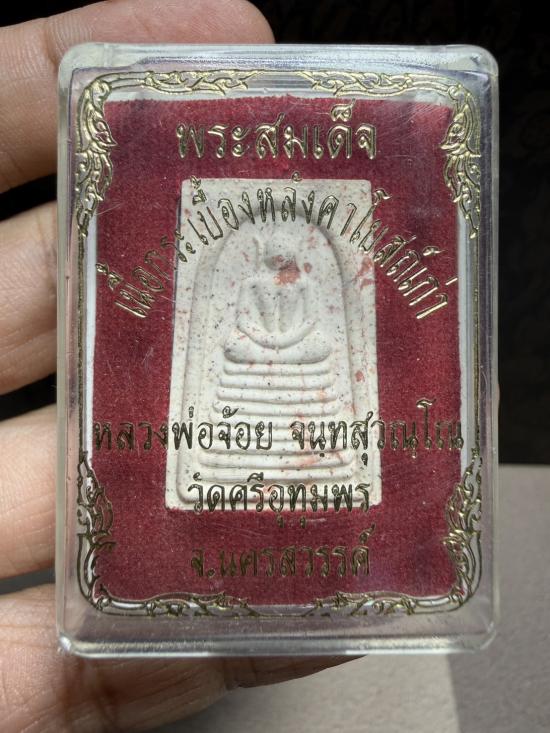 พระสมเด็จ
เนื้อกระเบื้องหลังคาโบสถ์เก่า
หลวงพ่อจ้อย จนฺทสุวณฺโณ
วัดศรีอุทุมพร
จ.นครสวรรค์